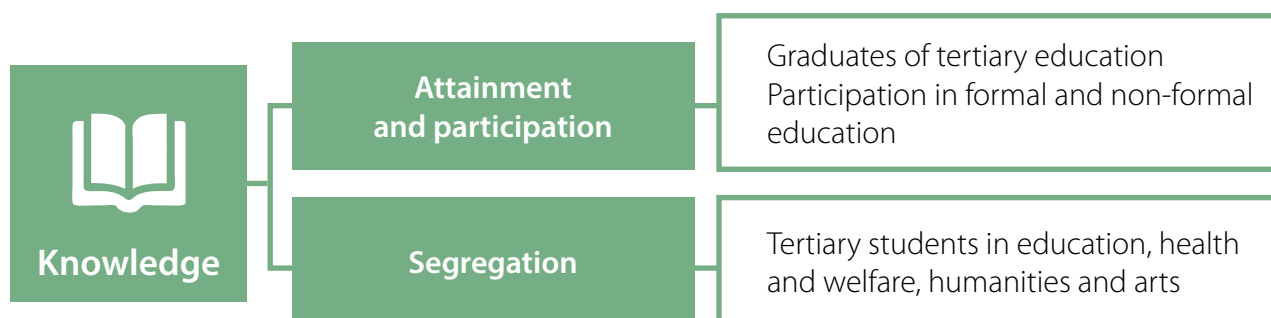 Knowledge
Attainment
and participation
Graduates of tertiary education
Participation in formal and non-formal
education
Segregation
Tertiary students in education, health
and welfare, humanities and arts